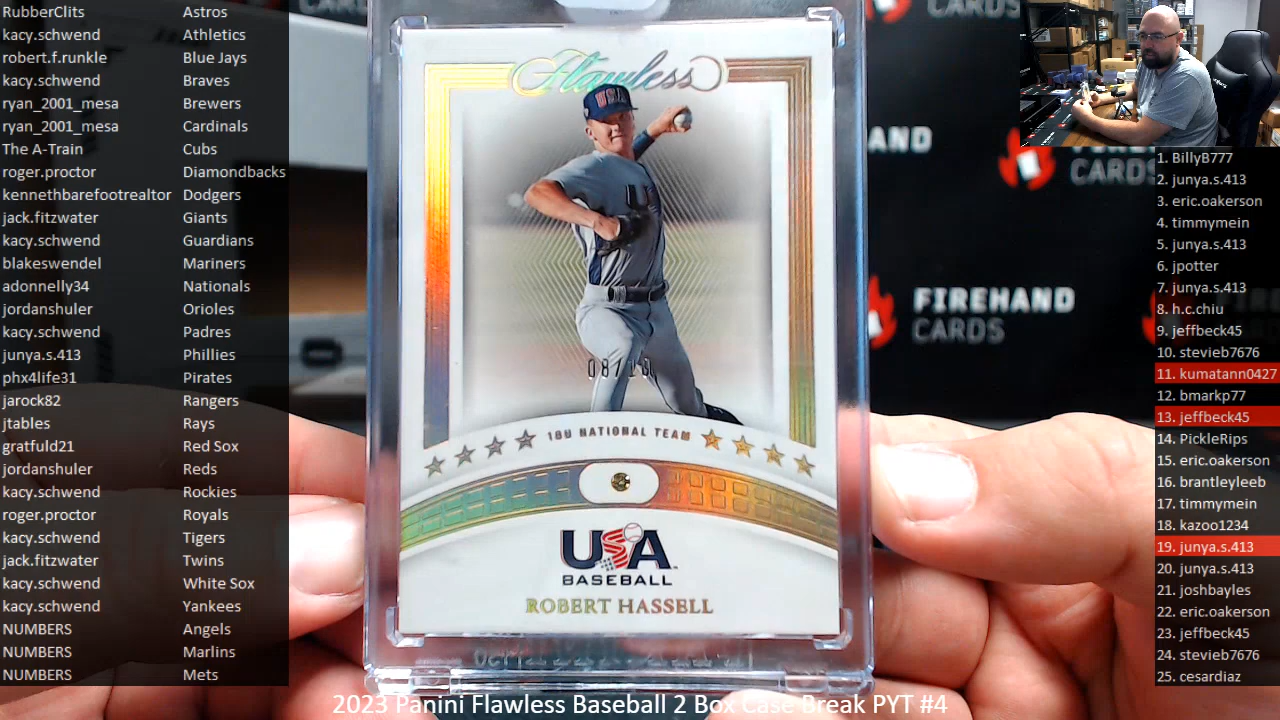 RubberClits Astros
kacy.schwend Athletics
robert.f.runkle Blue Jays
kacy.schwend Braves
ryan_2001_mesa Brewers
ryan_2001_mesa Cardinals
The A-Train Cubs
roger.proctor Diamondbacks
kennethbarefootrealtor Dodgers
jack.fitzwater Giants
kacy.schwend Guardians
blakeswendel Mariners
adonnelly34 Nationals
jordanshuler Orioles
kacy.schwend Padres
junya.s.413 Phillies
phx4life31 Pirates
jarock82 Rangers
jtables Rays
gratfuld21 Red Sox
jordanshuler Reds
kacy.schwend Rockies
roger.proctor Royals
kacy.schwend Tigers
jack.fitzwater Twins
kacy.schwend White Sox
kacy.schwend Yankees
NUMBERS Angels
NUMBERS Marlins
NUMBERS Mets
Flawless
USA
18U NATIONAL TEAM
USA
BASEBALL
ROBERT HASSELL
CARDS
CARDS
FIREHAND
CARDS
1. BillyB777
2. junya.s.413
3. eric.oakerson
4. timmymein
5. junya.s.413
6. jpotter
7. junya.s.413
8. h.c.chiu
9. jeffbeck45
10. stevieb7676
11. kumatann0427
12. bmarkp77
13. jeffbeck45
14. PickleRips
15. eric.oakerson
16. brantleyleeb
17. timmymein
18. kazoo1234
19. junya.s.413
20. junya.s.413
21. joshbayles
22. eric.oakerson
23. jeffbeck45
24. stevieb7676
25. cesardiaz
2023 Panini Flawless Baseball 2 Box Case Break PYT #4